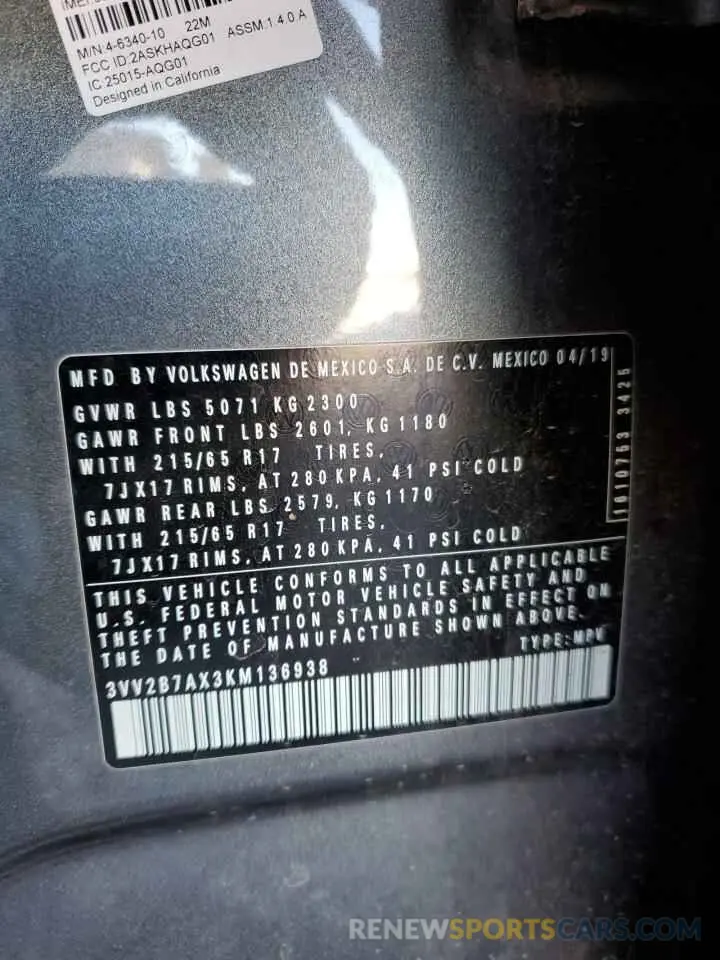 M/N:4-6340-10 22M
FCC ID:2ASKHAQG01 ASSM:1.4.0.A
IC 25015-AQG01
Designed in California
MFD BY VOLKSWAGEN DE MEXICO S.A. DE C.V. MEXICO 04/19
GVWR LBS 5071 KG 2300
GAWR FRONT LBS 2601, KG 1180
WITH 215/65 R17 TIRES,
7JX17 RIMS, AT 280 KPA, 41 PSI COLD
GAWR REAR LBS 2579, KG 1170
WITH 215/65 R17 TIRES,
7JX17 RIMS, AT 280 KPA, 41 PSI COLD
1610763 3425
THIS VEHICLE CONFORMS TO ALL APPLICABLE
U.S. FEDERAL MOTOR VEHICLE SAFETY AND
THEFT PREVENTION STANDARDS IN EFFECT ON
THE DATE OF MANUFACTURE SHOWN ABOVE.
TYPE: MPV
3VV2B7AX3KM136938
RENEWSPORTSCARS.COM